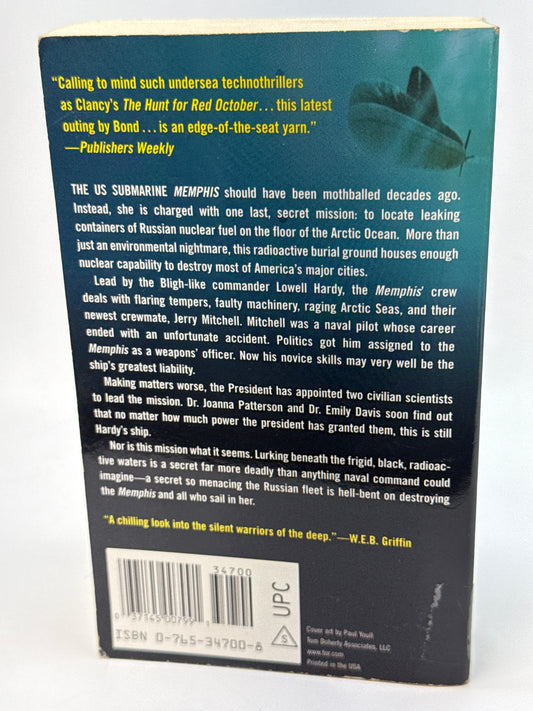 “Calling to mind such undersea technothrillers
as Clancy's The Hunt for Red October... this latest
outing by Bond... is an edge-of-the-seat yarn.”
—Publishers Weekly
THE US SUBMARINE MEMPHIS should have been mothballed decades ago.
Instead, she is charged with one last, secret mission: to locate leaking
containers of Russian nuclear fuel on the floor of the Arctic Ocean. More than
just an environmental nightmare, this radioactive burial ground houses enough
nuclear capability to destroy most of America's major cities.
Lead by the Bligh-like commander Lowell Hardy, the Memphis' crew
deals with flaring tempers, faulty machinery, raging Arctic Seas, and their
newest crewmate, Jerry Mitchell. Mitchell was a naval pilot whose career
ended with an unfortunate accident. Politics got him assigned to the
Memphis as a weapons' officer. Now his novice skills may very well be the
ship's greatest liability.
Making matters worse, the President has appointed two civilian scientists
to lead the mission. Dr. Joanna Patterson and Dr. Emily Davis soon find out
that no matter how much power the president has granted them, this is still
Hardy's ship.
Nor is this mission what it seems. Lurking beneath the frigid, black, radioac-
tive waters is a secret far more deadly than anything naval command could
imagine—a secret so menacing the Russian fleet is hell-bent on destroying
the Memphis and all who sail in her.
“A chilling look into the silent warriors of the deep.”—W.E.B. Griffin
34700
0 37145 00799 1
ISBN 0-765-34700-8
S
UPC
Cover art by Paul Youll
Tom Doherty Associates, LLC
www.tor.com
Printed in the USA